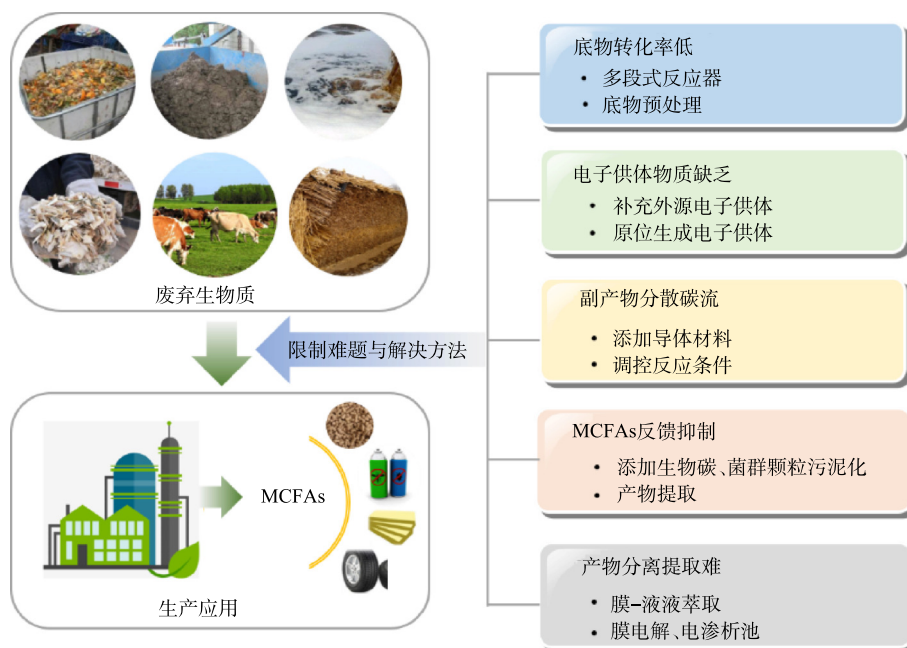 废弃生物质
限制难题与解决方法
MCFAs
生产应用
底物转化率低
• 多段式反应器
• 底物预处理
电子供体物质缺乏
• 补充外源电子供体
• 原位生成电子供体
副产物分散碳流
• 添加导体材料
• 调控反应条件
MCFAs反馈抑制
• 添加生物碳、菌群颗粒污泥化
• 产物提取
产物分离提取难
• 膜–液液萃取
• 膜电解、电渗析池